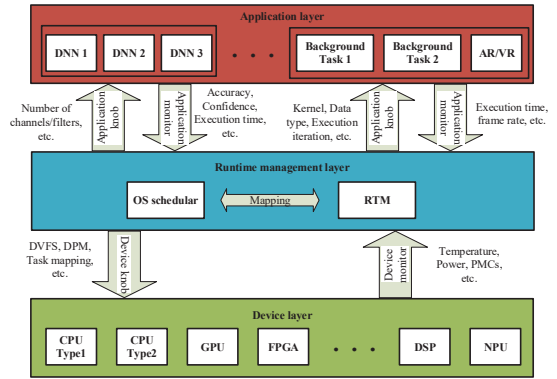 Application layer
DNN 1
DNN 2
DNN 3
. . .
Background
Task 1
Background
Task 2
AR/VR
Number of
channels/filters,
etc.
Application
knob
Application
monitor
Accuracy,
Confidence,
Execution time,
etc.
Kernel, Data
type, Execution
iteration, etc.
Application
knob
Application
monitor
Execution time,
frame rate, etc.
Runtime management layer
OS schedular
Mapping
RTM
DVFS, DPM,
Task mapping,
etc.
Device knob
Device
monitor
Temperature,
Power, PMCs,
etc.
Device layer
CPU
Type1
CPU
Type2
GPU
FPGA
. . . .
DSP
NPU